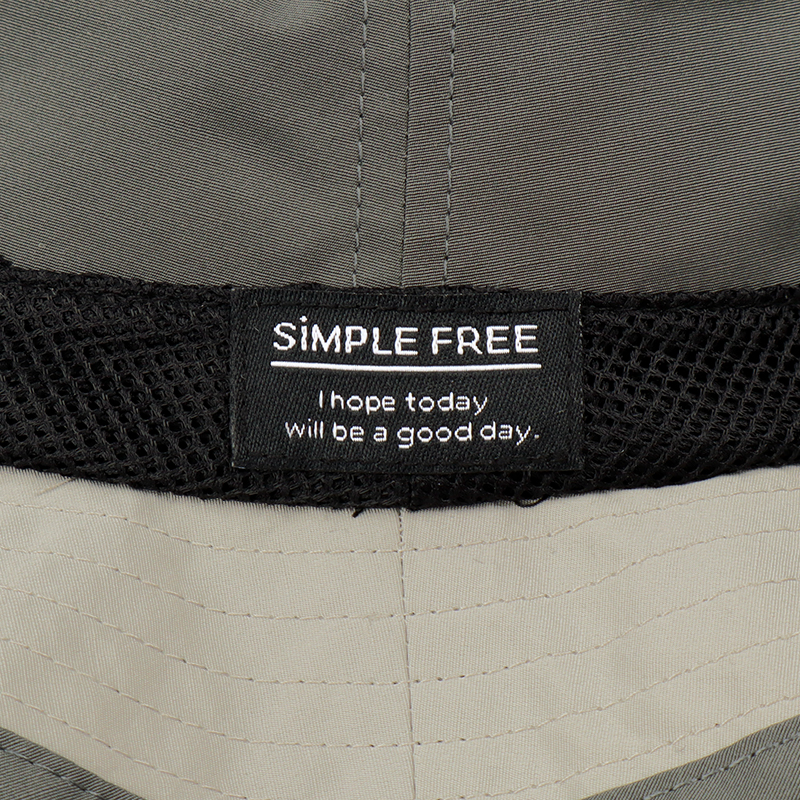 SiMPLE FREE
I hope today
will be a good day.